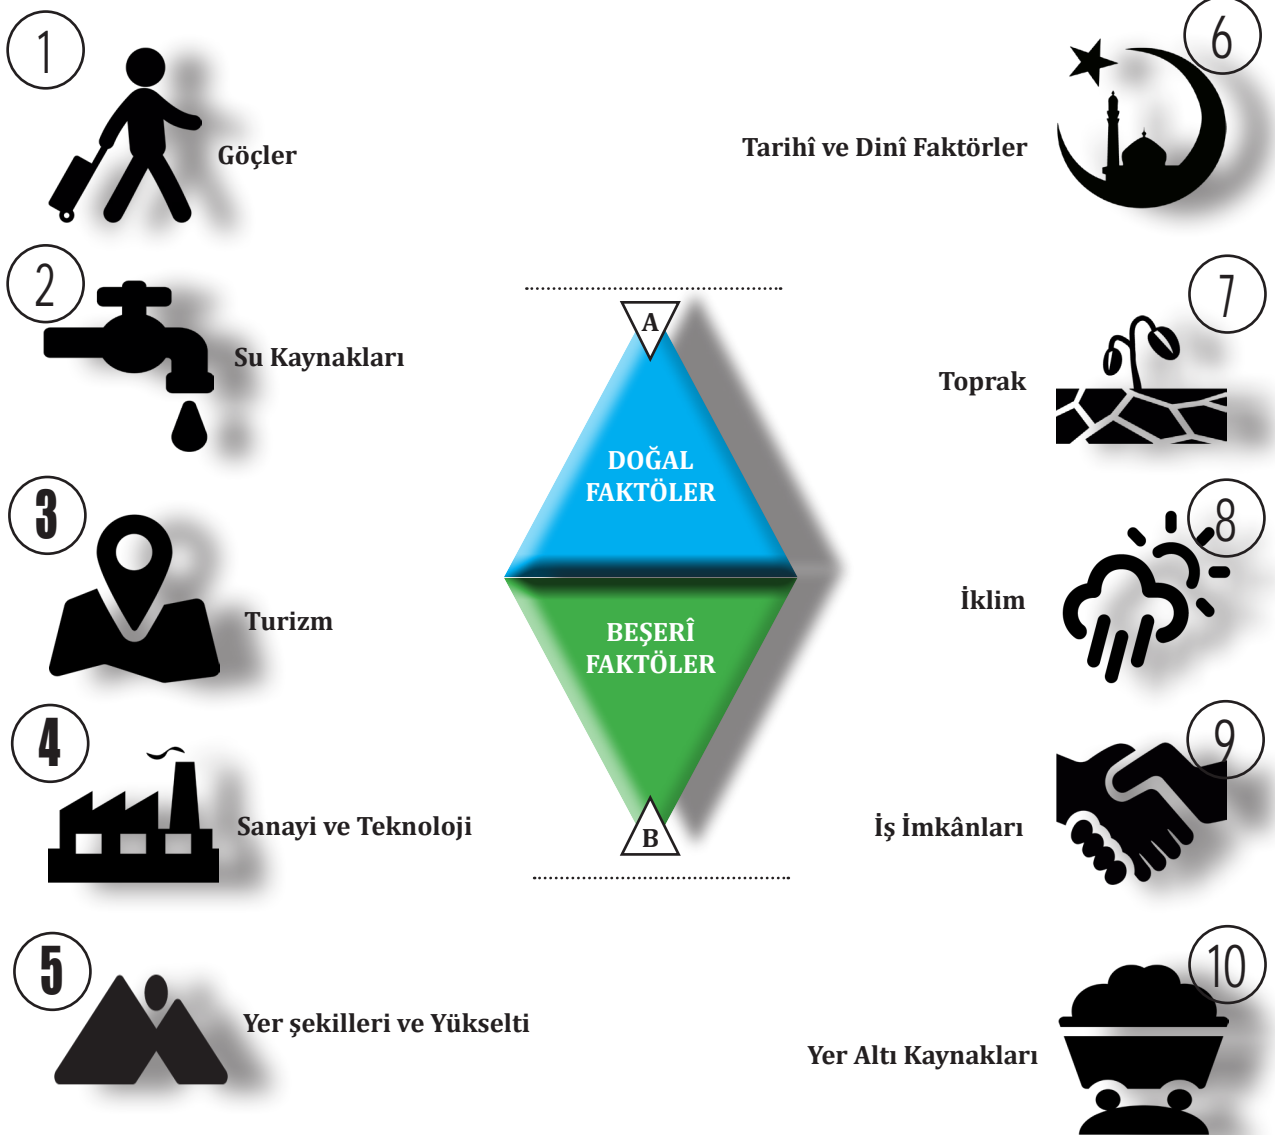 1
Göçler
2
Su Kaynakları
3
Turizm
4
Sanayi ve Teknoloji
5
Yer şekilleri ve Yükselti
A
DOĞAL
FAKTÖLER
BEŞERÎ
FAKTÖLER
B
6
Tarihî ve Dinî Faktörler
7
Toprak
8
İklim
9
İş İmkânları
10
Yer Altı Kaynakları